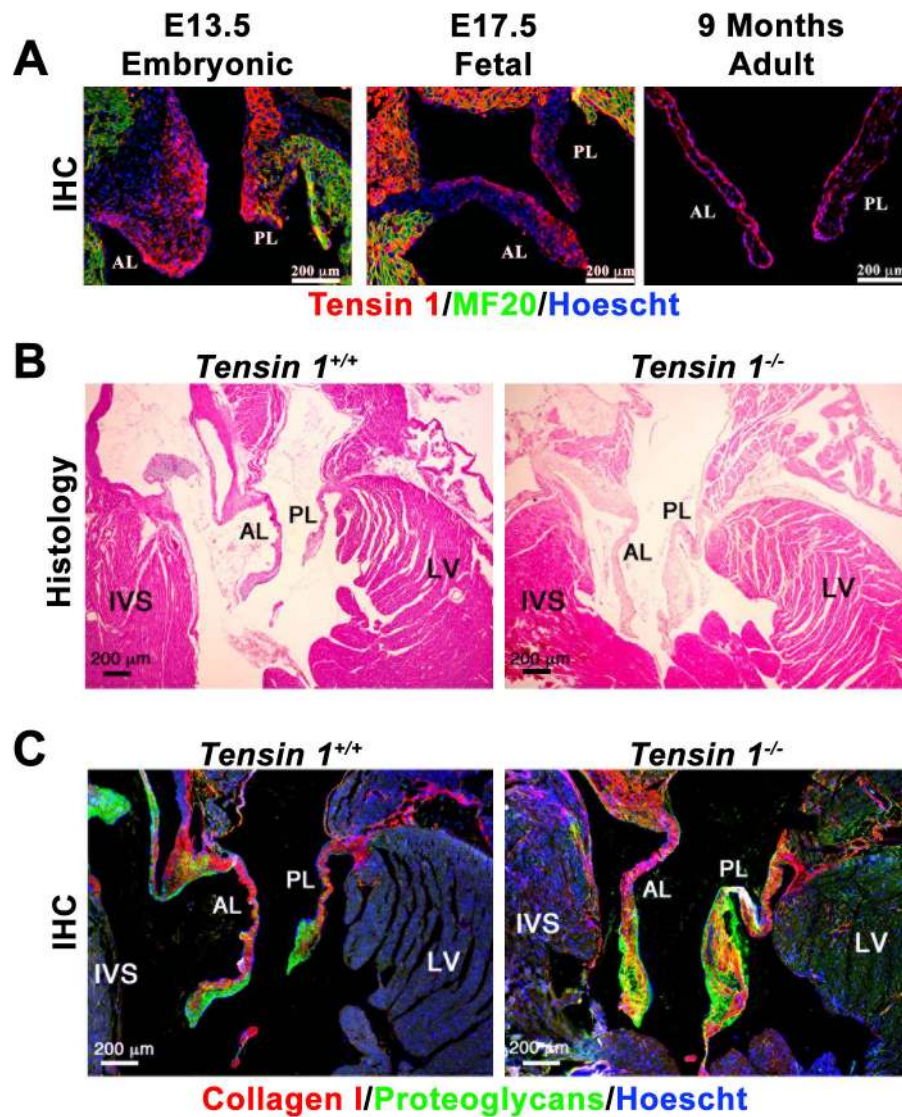 A
E13.5
Embryonic
E17.5
Fetal
9 Months
Adult
IHC
AL
PL
200 μm
AL
PL
200 μm
AL
PL
200 μm
Tensin 1/MF20/Hoescht
B
Tensin 1+/+
Tensin 1-/-
Histology
AL
PL
IVS
LV
200 μm
AL
PL
IVS
LV
200 μm
C
Tensin 1+/+
Tensin 1-/-
IHC
AL
PL
IVS
LV
200 μm
AL
PL
IVS
LV
200 μm
Collagen I/Proteoglycans/Hoescht